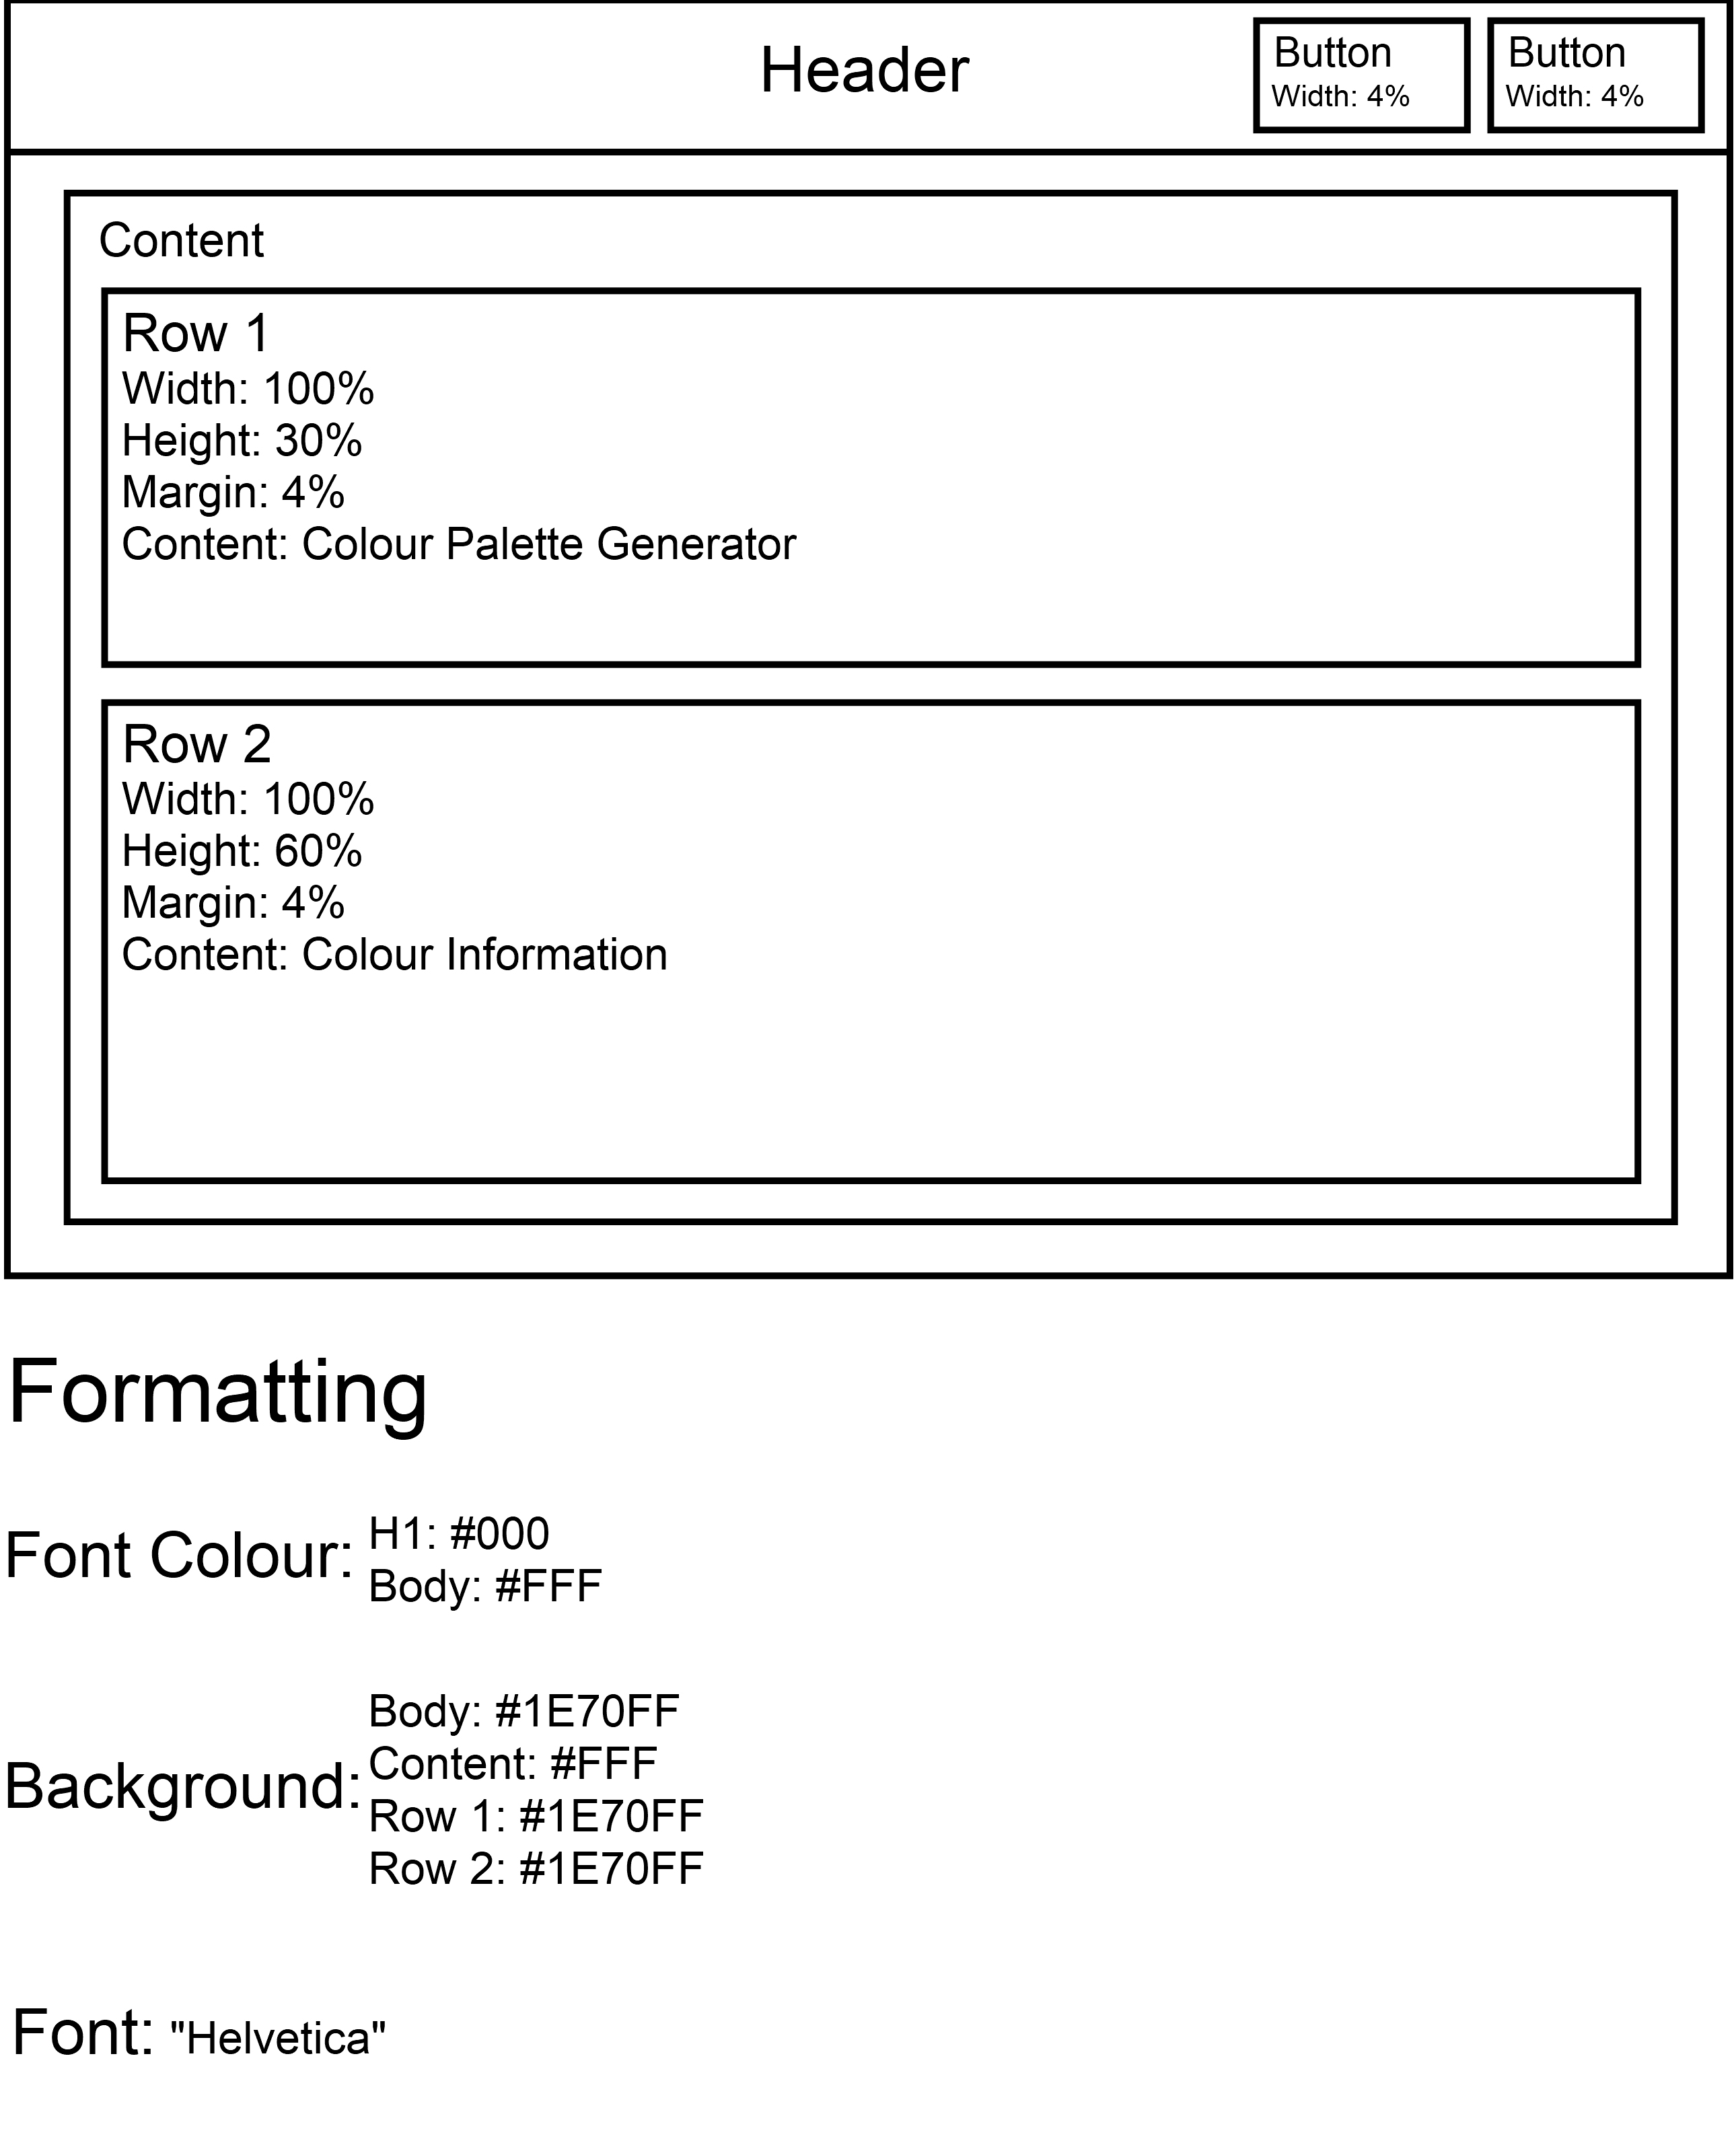 Header
Button
Width: 4%
Button
Width: 4%
Content
Row 1
Width: 100%
Height: 30%
Margin: 4%
Content: Colour Palette Generator
Row 2
Width: 100%
Height: 60%
Margin: 4%
Content: Colour Information
Formatting
Font Colour:
H1: #000
Body: #FFF
Background:
Body: #1E70FF
Content: #FFF
Row 1: #1E70FF
Row 2: #1E70FF
Font: "Helvetica"